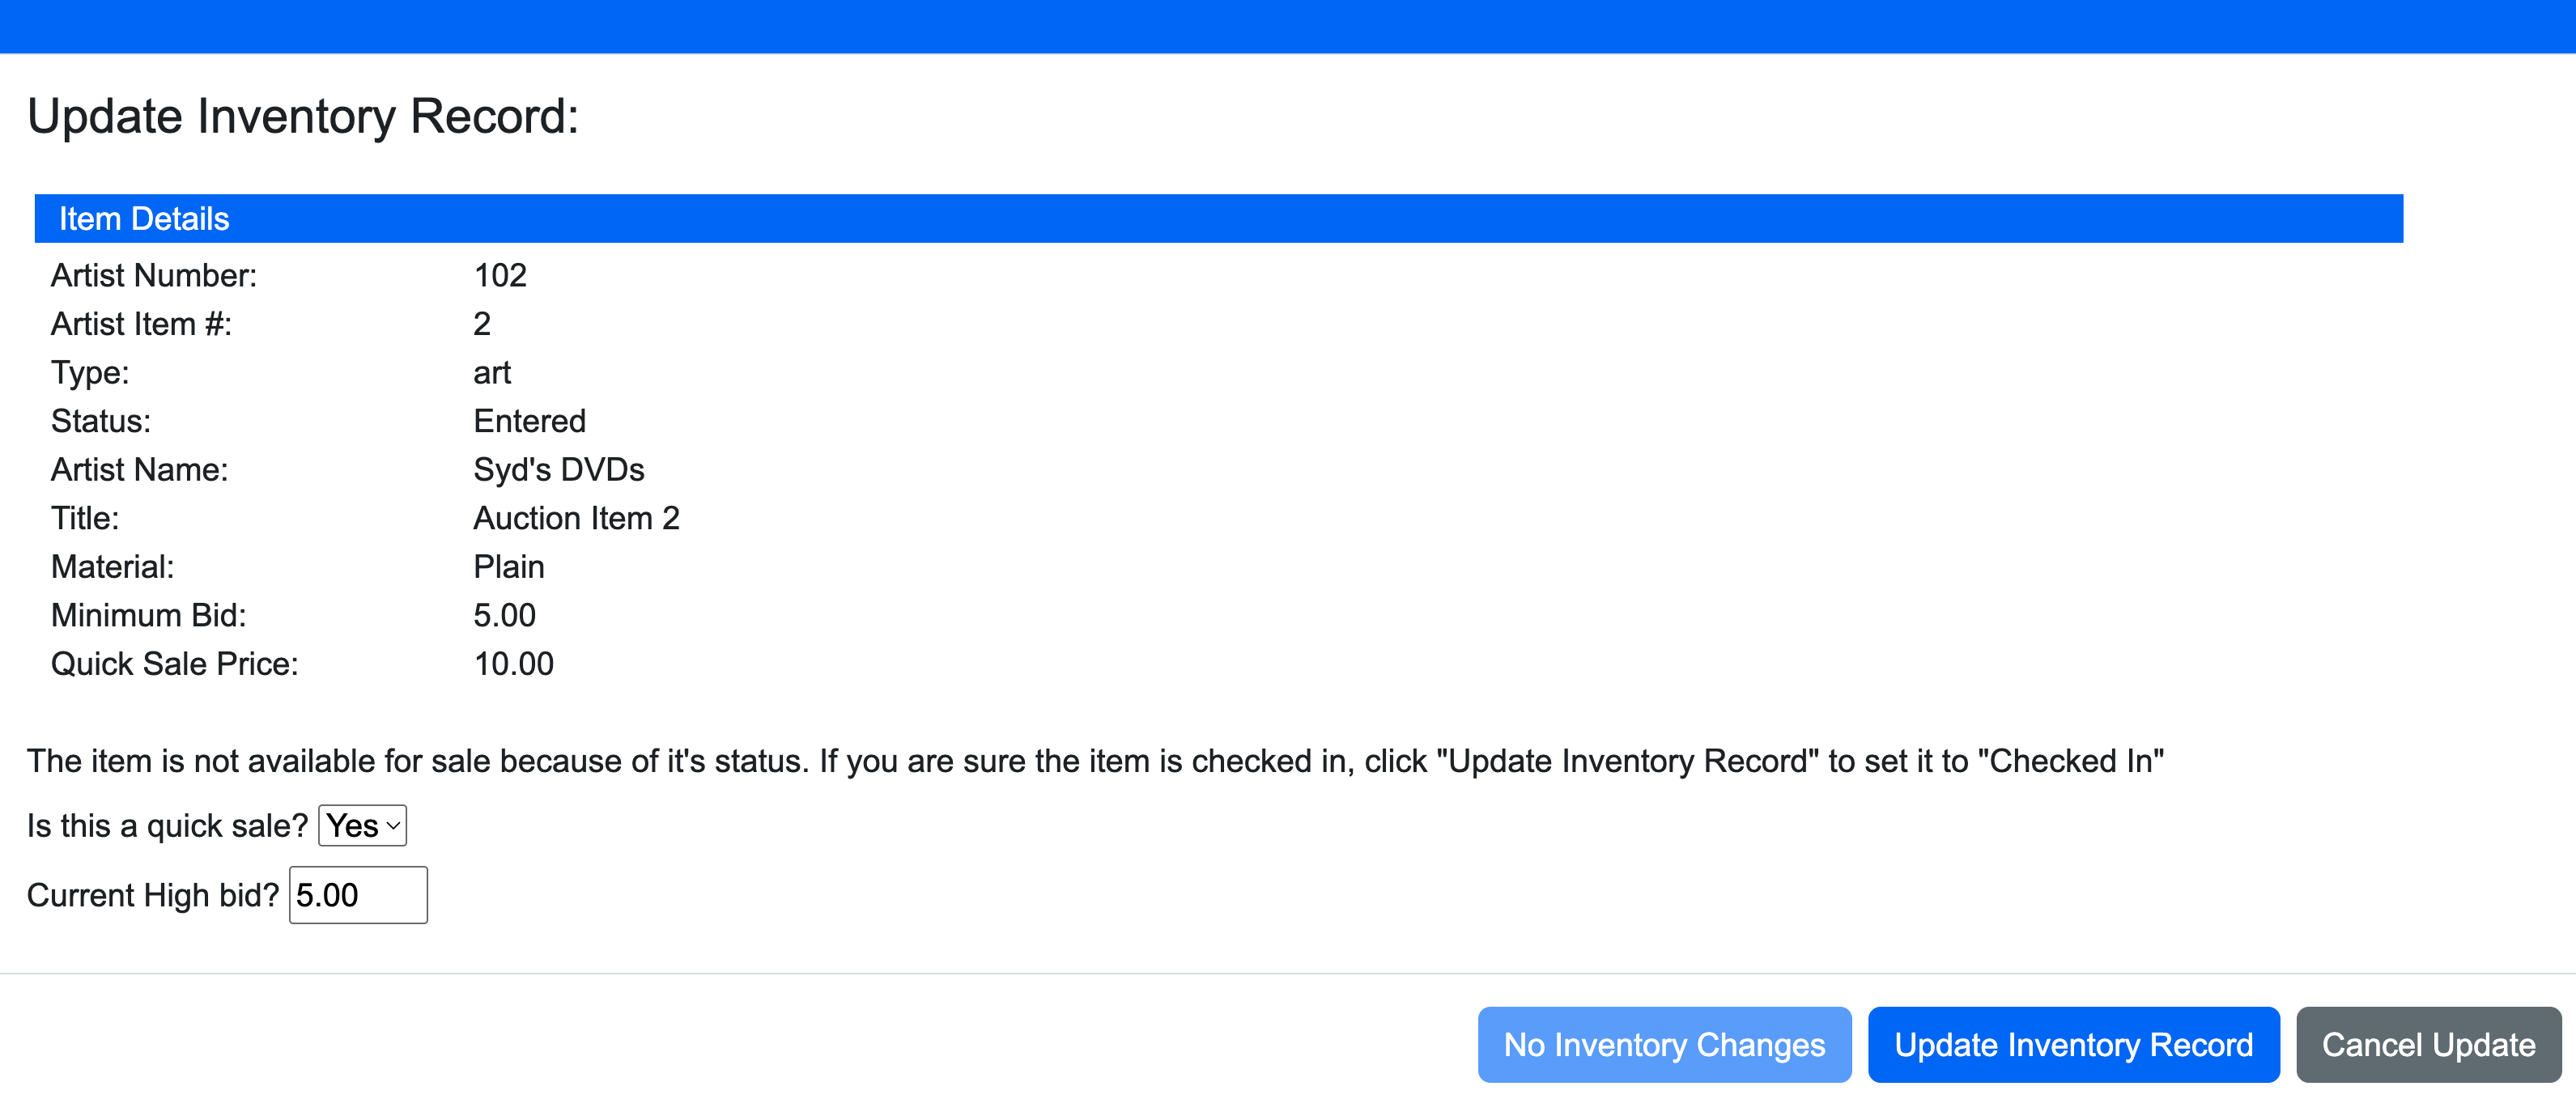 Update Inventory Record:
Item Details
Artist Number: 102
Artist Item #: 2
Type: art
Status: Entered
Artist Name: Syd's DVDs
Title: Auction Item 2
Material: Plain
Minimum Bid: 5.00
Quick Sale Price: 10.00
The item is not available for sale because of it's status. If you are sure the item is checked in, click "Update Inventory Record" to set it to "Checked In"
Is this a quick sale? Yes
Current High bid? 5.00
No Inventory Changes Update Inventory Record Cancel Update